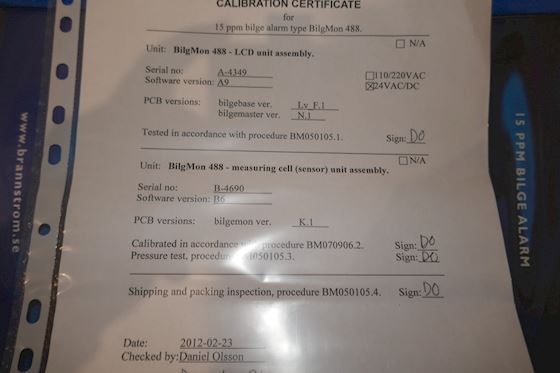 CALIBRATION CERTIFICATE
for
15 ppm bilge alarm type BilgMon 488.
Unit: BilgMon 488 - LCD unit assembly. N/A
Serial no: A-4349 110/220VAC
Software version: A9 24VAC/DC
PCB versions: bilgebase ver. Lv_F.1
bilgemaster ver. N.1
Tested in accordance with procedure BM050105.1. Sign: DO
Unit: BilgMon 488 - measuring cell (sensor) unit assembly. N/A
Serial no: B-4690
Software version: B6
PCB versions: bilgemon ver. K.1
Calibrated in accordance procedure BM070906.2. Sign: DO
Pressure test, Sign: DO
Shipping and packing inspection, procedure BM050105.4. Sign: DO
Date: 2012-02-23
Checked by: Daniel Olsson
www.brannstrom.se
15 PPM BILGE ALARM